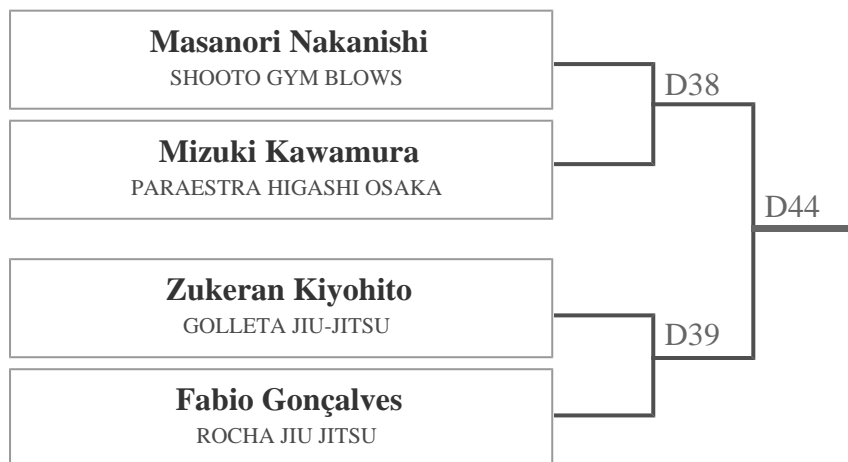 Masanori Nakanishi
SHOOTO GYM BLOWS
D38
Mizuki Kawamura
PARAESTRA HIGASHI OSAKA
D44
Zukeran Kiyohito
GOLLETA JIU-JITSU
D39
Fabio Gonçalves
ROCHA JIU JITSU